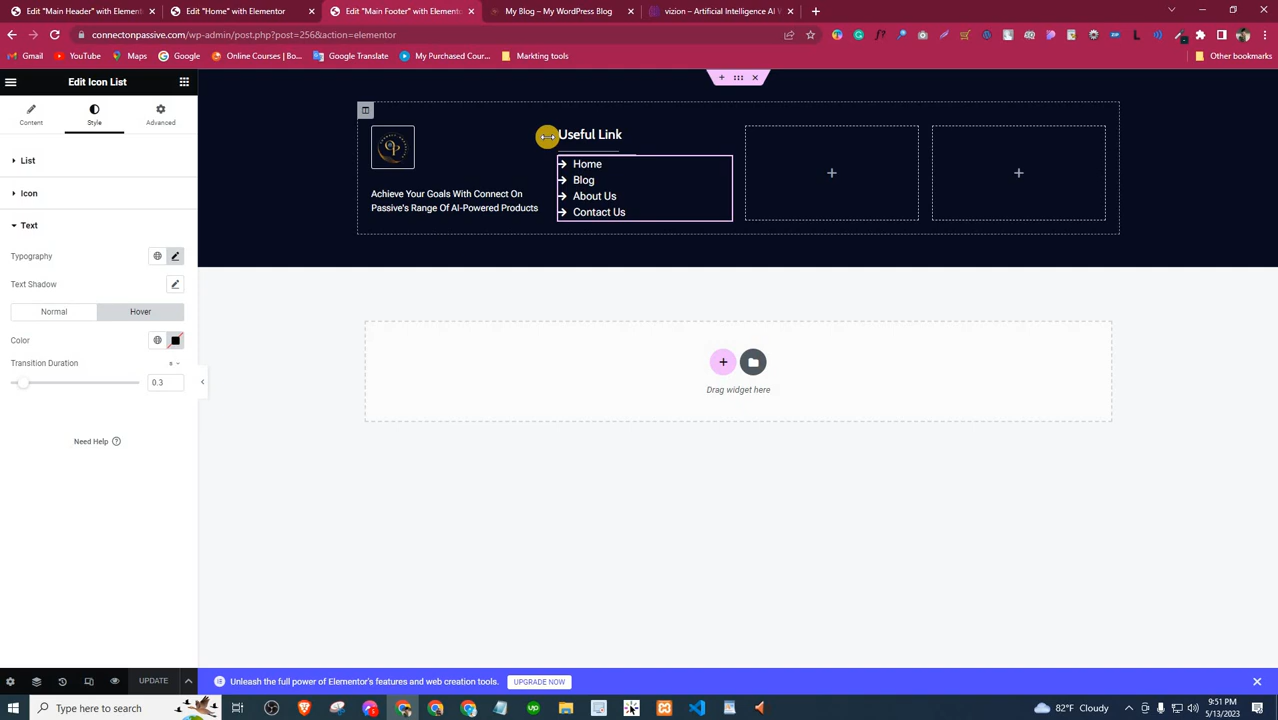 Edit "Main Header" with Elementc
Edit "Home" with Elementor
Edit "Main Footer" with Elemento
My Blog – My WordPress Blog
vizion – Artificial Intelligence AI W
connectonpassive.com/wp-admin/post.php?post=256&action=elementor
Gmail
YouTube
Maps
Google
Online Courses | Bo...
Google Translate
My Purchased Cour...
Markting tools
Other bookmarks
Edit Icon List
Content
Style
Advanced
List
Icon
Text
Typography
Text Shadow
Normal
Hover
Color
Transition Duration
s
0.3
Need Help
UPDATE
Achieve Your Goals With Connect On
Passive's Range Of AI-Powered Products
Useful Link
Home
Blog
About Us
Contact Us
Drag widget here
Unleash the full power of Elementor's features and web creation tools.
UPGRADE NOW
Type here to search
82°F Cloudy
9:51 PM
5/13/2023